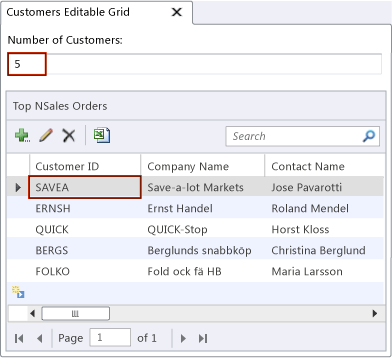 Customers Editable Grid
Number of Customers:
5
Top NSales Orders
Search
Customer ID Company Name Contact Name
SAVEA Save-a-lot Markets Jose Pavarotti
ERNSH Ernst Handel Roland Mendel
QUICK QUICK-Stop Horst Kloss
BERGS Berglunds snabbköp Christina Berglund
FOLKO Fold ock fä HB Maria Larsson
Page 1 of 1